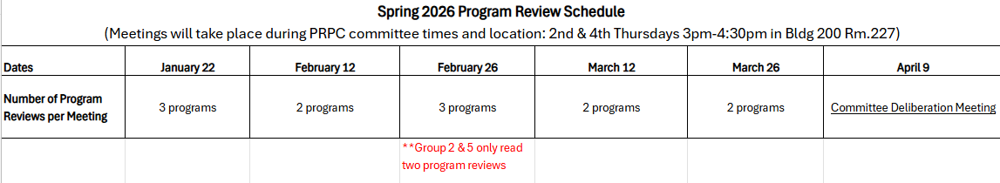 Spring 2026 Program Review Schedule
(Meetings will take place during PRPC committee times and location: 2nd & 4th Thursdays 3pm-4:30pm in Bldg 200 Rm.227)
Dates January 22 February 12 February 26 March 12 March 26 April 9
Number of Program
Reviews per Meeting 3 programs 2 programs 3 programs 2 programs 2 programs Committee Deliberation Meeting
**Group 2 & 5 only read
two program reviews